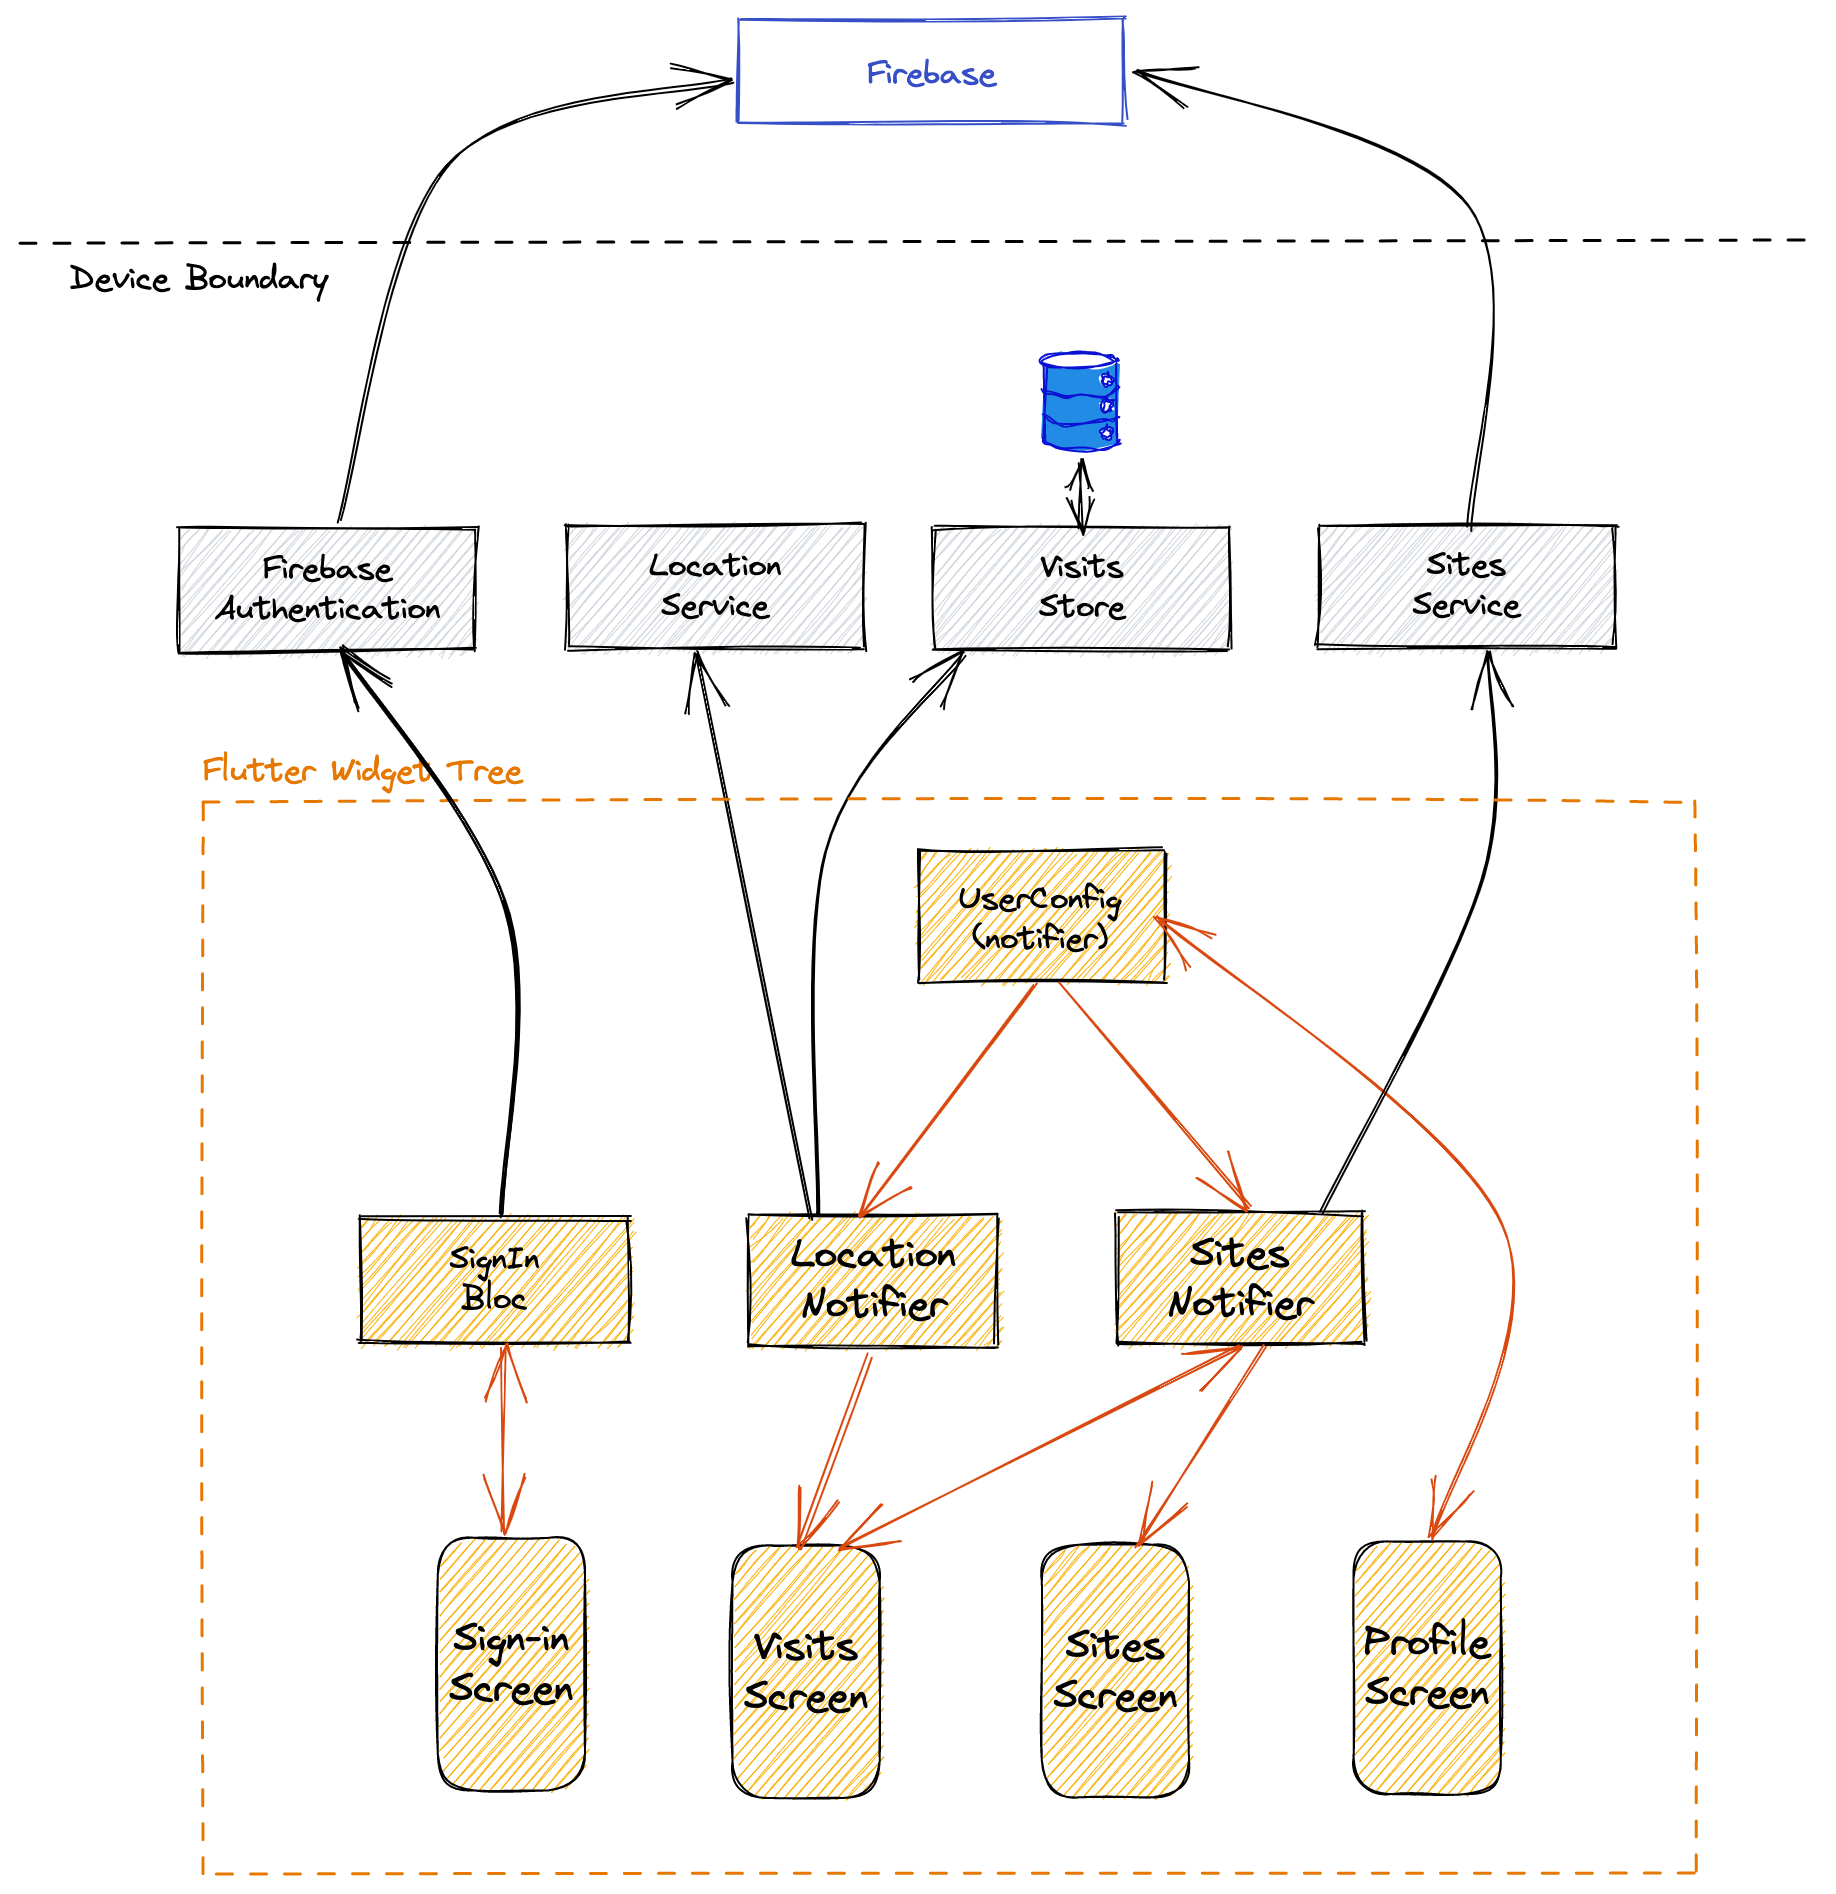 Firebase
Device Boundary
Firebase
Authentication
Location
Service
Visits
Store
Sites
Service
Flutter Widget Tree
UserConfig
(notifier)
SignIn
Bloc
Location
Notifier
Sites
Notifier
Sign-in
Screen
Visits
Screen
Sites
Screen
Profile
Screen